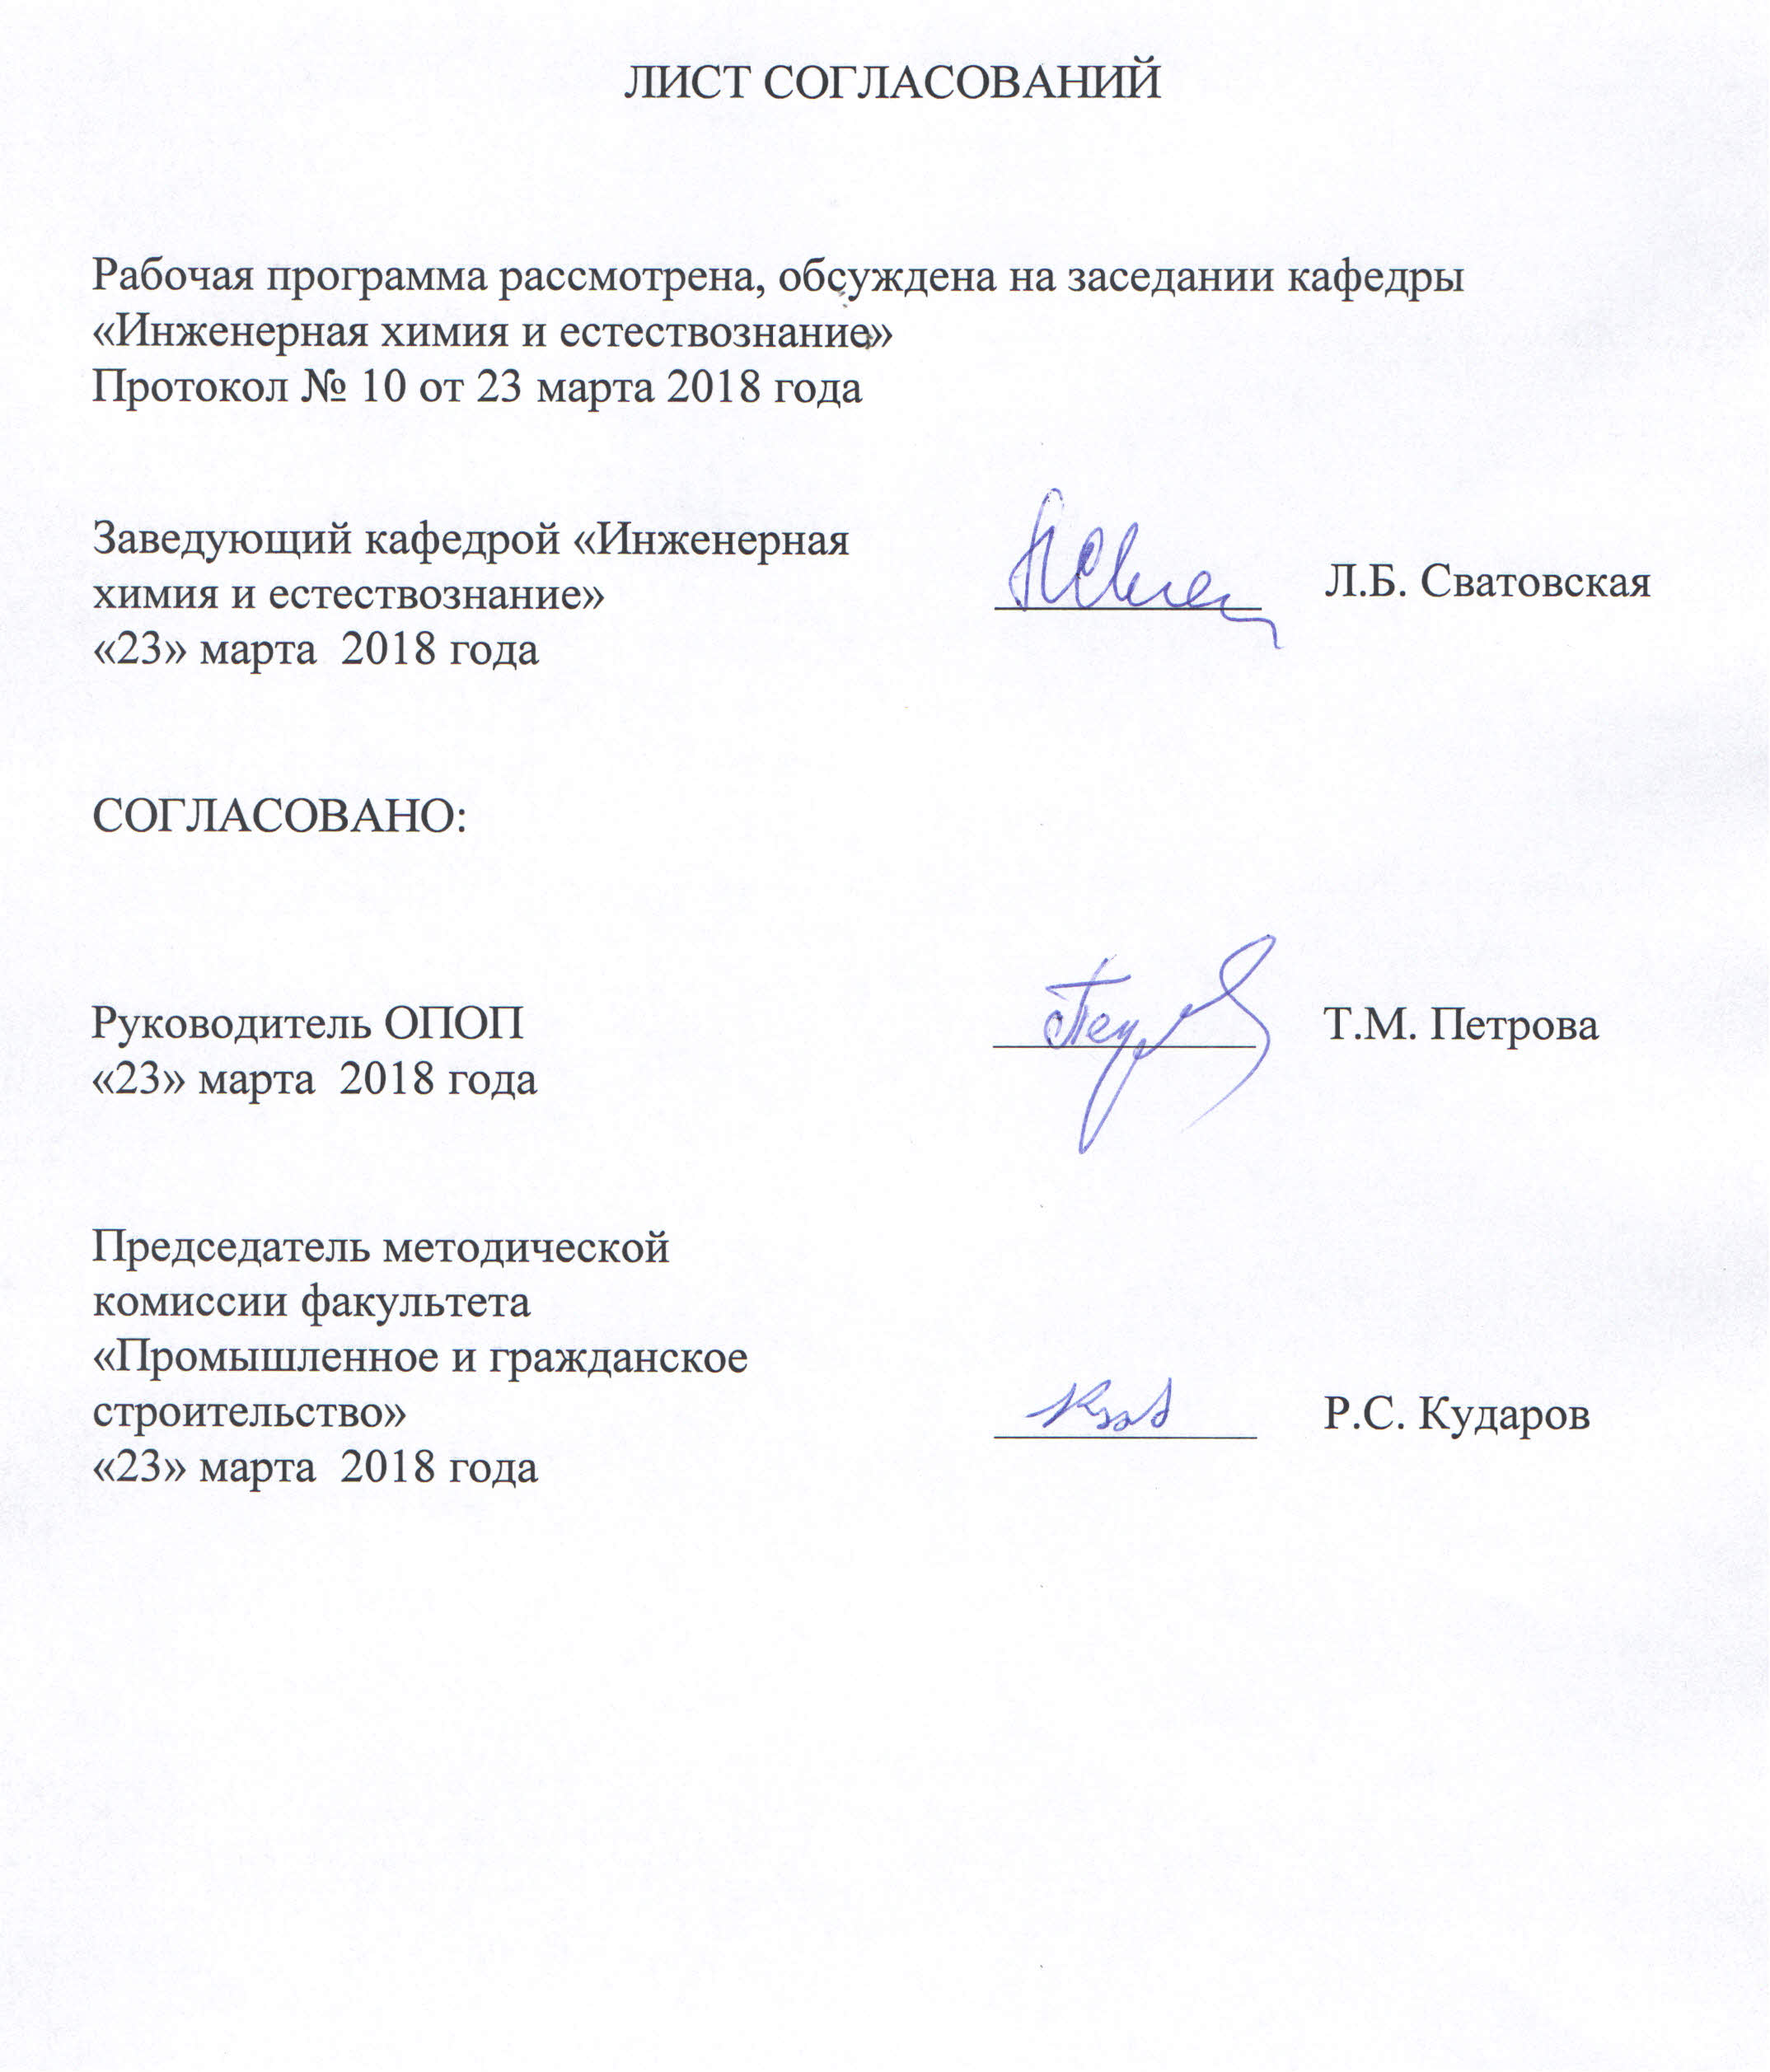 ЛИСТ СОГЛАСОВАНИЙ
Рабочая программа рассмотрена, обсуждена на заседании кафедры
«Инженерная химия и естествознание»
Протокол № 10 от 23 марта 2018 года
Заведующий кафедрой «Инженерная
химия и естествознание»
Л.Б. Сватовская
«23» марта 2018 года
СОГЛАСОВАНО:
Руководитель ОПОП
Т.М. Петрова
«23» марта 2018 года
Председатель методической
комиссии факультета
«Промышленное и гражданское
строительство»
Р.С. Кударов
«23» марта 2018 года